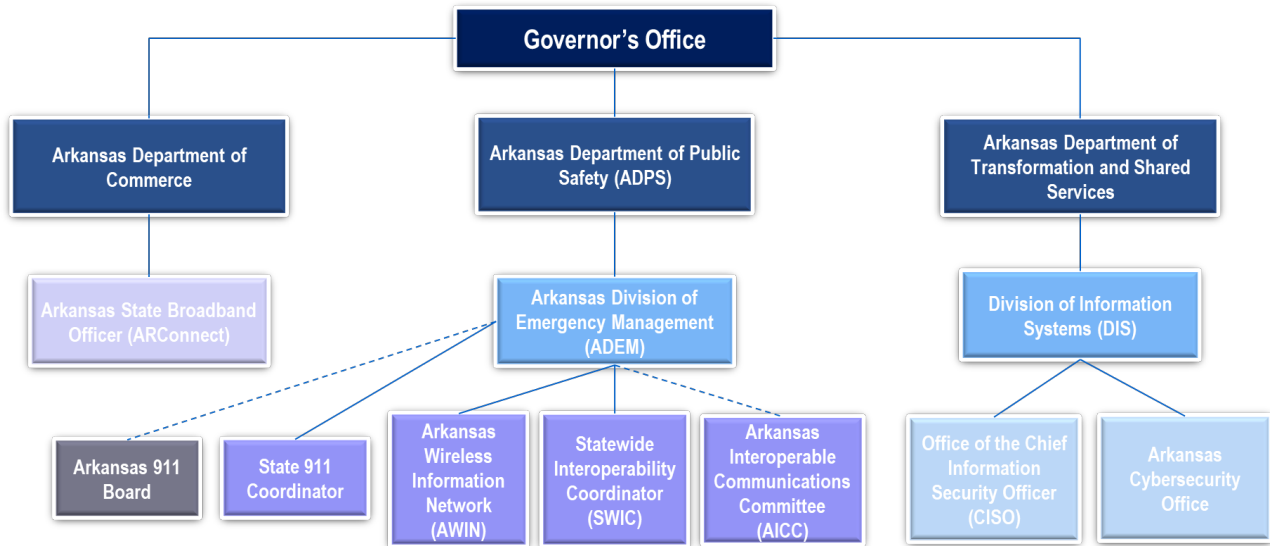 Governor's Office
Arkansas Department of
Commerce
Arkansas Department of Public
Safety (ADPS)
Arkansas Department of
Transformation and Shared
Services
Arkansas State Broadband
Officer (ARConnect)
Arkansas Division of
Emergency Management
(ADEM)
Division of Information
Systems (DIS)
Arkansas 911
Board
State 911
Coordinator
Arkansas
Wireless
Information
Network
(AWIN)
Statewide
Interoperability
Coordinator
(SWIC)
Arkansas
Interoperable
Communications
Committee
(AICC)
Office of the Chief
Information
Security Officer
(CISO)
Arkansas
Cybersecurity
Office